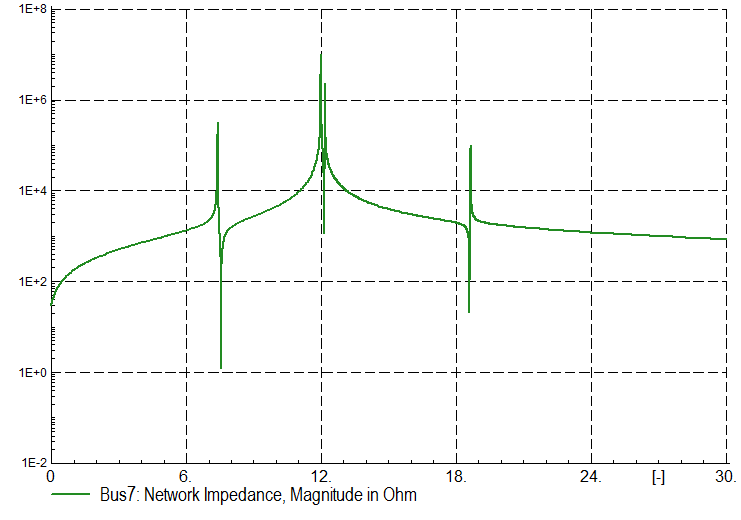 1E+8
1E+6
1E+4
1E+2
1E+0
1E-2
0 6. 12. 18. 24. [-] 30.
Bus7: Network Impedance, Magnitude in Ohm